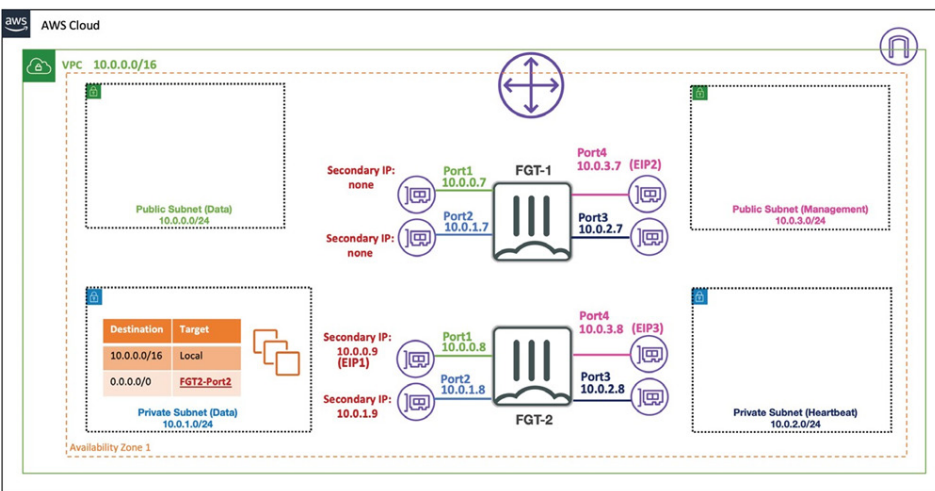 aws
AWS Cloud
VPC 10.0.0.0/16
Public Subnet (Data)
10.0.0.0/24
Secondary IP:
none
Port1
10.0.0.7
FGT-1
Port4
10.0.3.7 (EIP2)
Port2
10.0.1.7
Port3
10.0.2.7
Secondary IP:
none
Public Subnet (Management)
10.0.3.0/24
Destination Target
10.0.0.0/16 Local
0.0.0.0/0 FGT2-Port2
Private Subnet (Data)
10.0.1.0/24
Secondary IP:
10.0.0.9
(EIP1)
Port1
10.0.0.8
Port4
10.0.3.8 (EIP3)
Port2
10.0.1.8
Port3
10.0.2.8
Secondary IP:
10.0.1.9
FGT-2
Private Subnet (Heartbeat)
10.0.2.0/24
Availability Zone 1